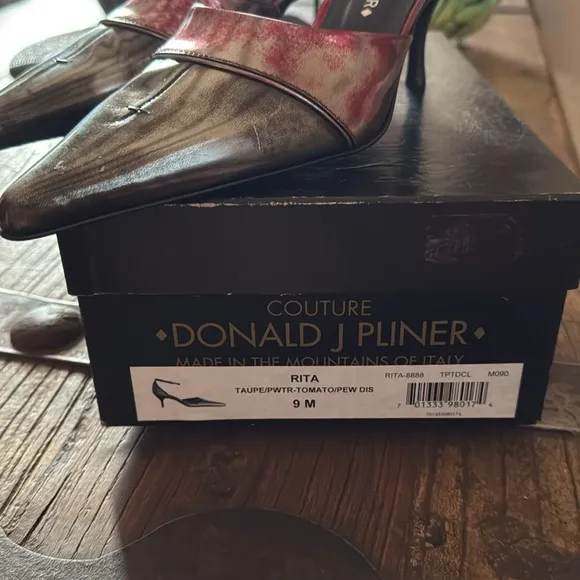 COUTURE
DONALD J PLINER
MADE IN THE MOUNTAINS OF ITALY
RITA RITA-8888 TPTDCL M090
TAUPE/PWTR-TOMATO/PEW DIS
9 M
7 01333 98017 4